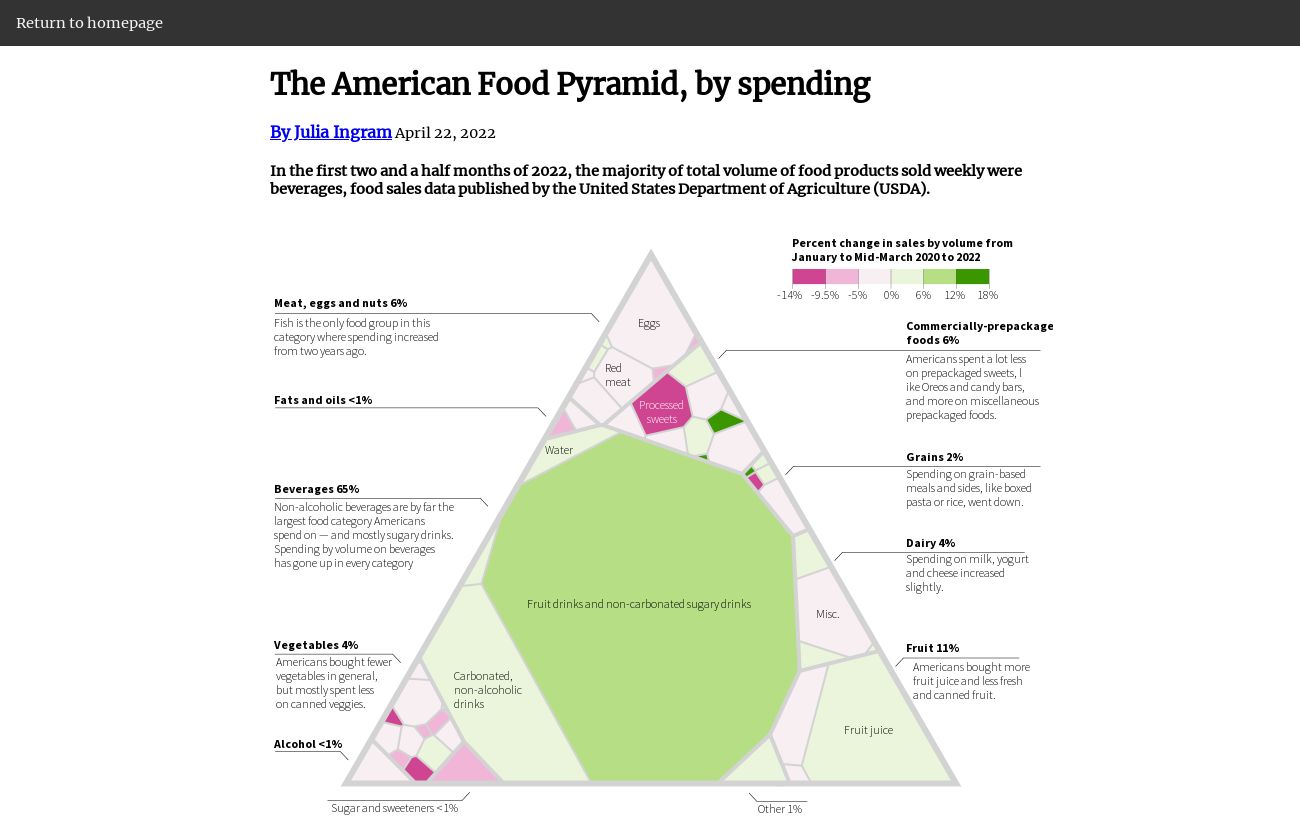 Return to homepage
The American Food Pyramid, by spending
By Julia Ingram April 22, 2022
In the first two and a half months of 2022, the majority of total volume of food products sold weekly were
beverages, food sales data published by the United States Department of Agriculture (USDA).
Percent change in sales by volume from
January to Mid-March 2020 to 2022
-14% -9.5% -5% 0% 6% 12% 18%
Meat, eggs and nuts 6%
Fish is the only food group in this
category where spending increased
from two years ago.
Fats and oils <1%
Beverages 65%
Non-alcoholic beverages are by far the
largest food category Americans
spend on — and mostly sugary drinks.
Spending by volume on beverages
has gone up in every category
Vegetables 4%
Americans bought fewer
vegetables in general,
but mostly spent less
on canned veggies.
Alcohol <1%
Sugar and sweeteners <1%
Eggs
Red
meat
Processed
sweets
Water
Fruit drinks and non-carbonated sugary drinks
Carbonated,
non-alcoholic
drinks
Misc.
Fruit juice
Commercially-prepackage
foods 6%
Americans spent a lot less
on prepackaged sweets, l
ike Oreos and candy bars,
and more on miscellaneous
prepackaged foods.
Grains 2%
Spending on grain-based
meals and sides, like boxed
pasta or rice, went down.
Dairy 4%
Spending on milk, yogurt
and cheese increased
slightly.
Fruit 11%
Americans bought more
fruit juice and less fresh
and canned fruit.
Other 1%